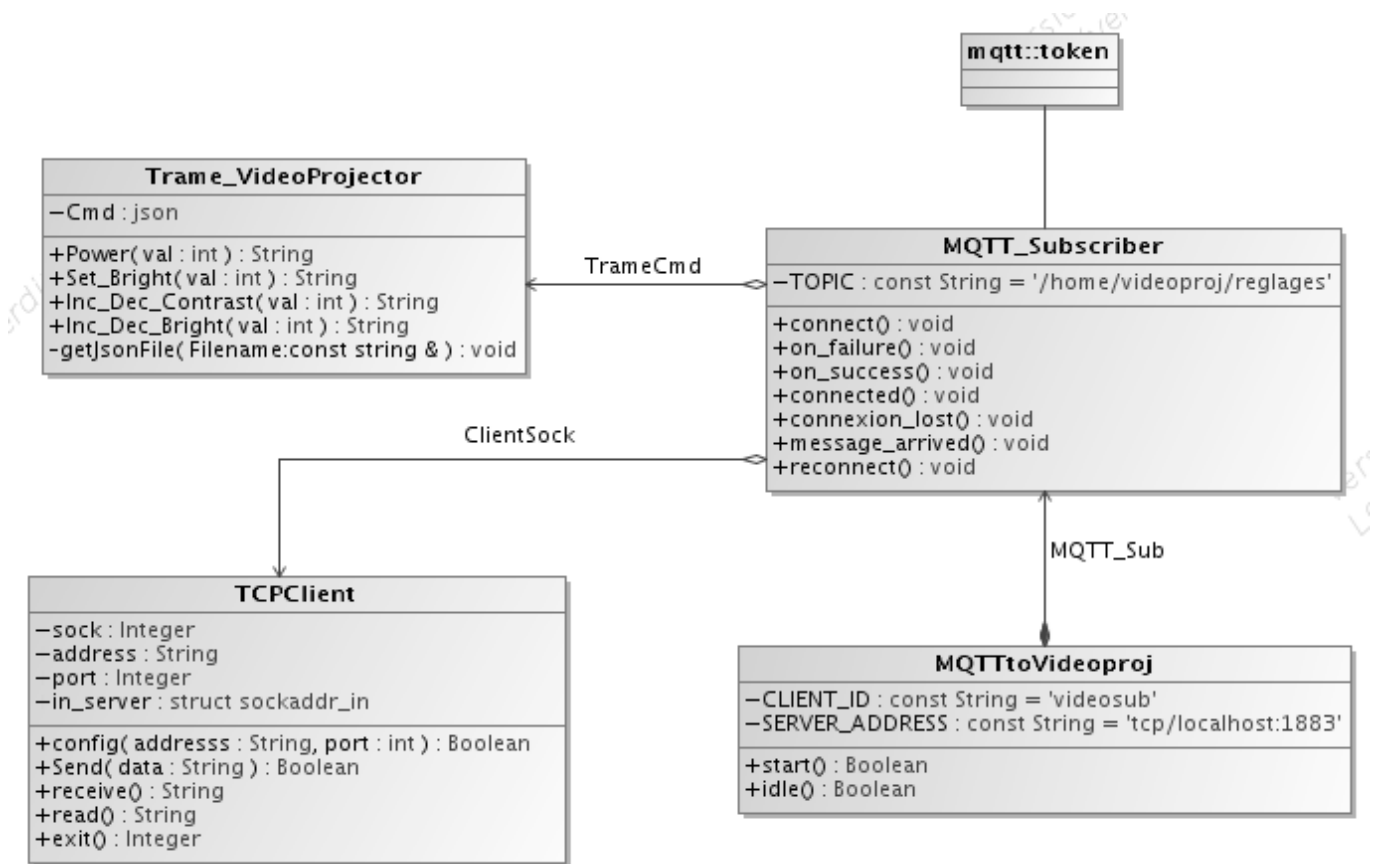 mqtt::token
Trame_VideoProjector
−Cmd : json
+Power( val : int ) : String
+Set_Bright( val : int ) : String
+Inc_Dec_Contrast( val : int ) : String
+Inc_Dec_Bright( val : int ) : String
-getJsonFile( Filename:const string & ) : void
TrameCmd
MQTT_Subscriber
−TOPIC : const String = '/home/videoproj/reglages'
+connect() : void
+on_failure() : void
+on_success() : void
+connected() : void
+connexion_lost() : void
+message_arrived() : void
+reconnect() : void
ClientSock
MQTT_Sub
TCPClient
−sock : Integer
−address : String
−port : Integer
−in_server : struct sockaddr_in
+config( addresss : String, port : int ) : Boolean
+Send( data : String ) : Boolean
+receive() : String
+read() : String
+exit() : Integer
MQTTtoVideoproj
−CLIENT_ID : const String = 'videosub'
−SERVER_ADDRESS : const String = 'tcp/localhost:1883'
+start() : Boolean
+idle() : Boolean